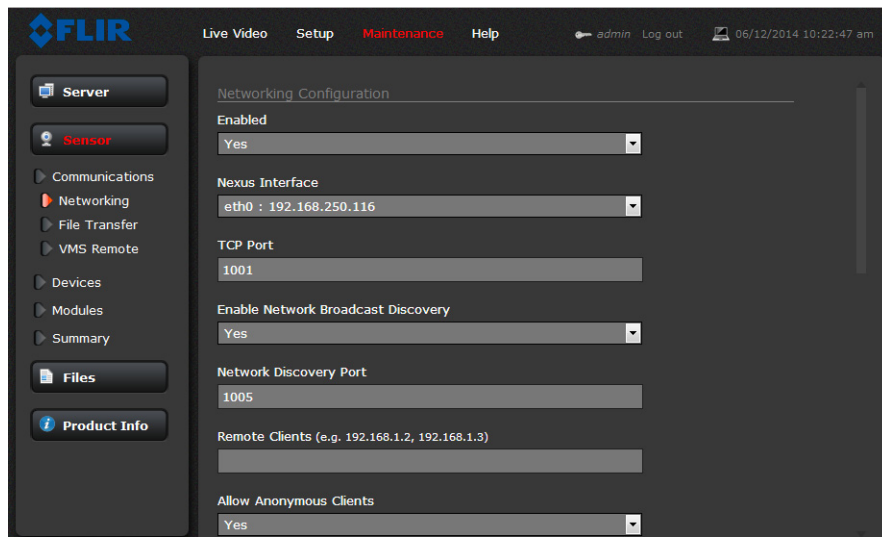 FLIR
Live Video Setup Maintenance Help admin Log out 06/12/2014 10:22:47 am
Server
Sensor
Communications
Networking
File Transfer
VMS Remote
Devices
Modules
Summary
Files
Product Info
Networking Configuration
Enabled
Yes
Nexus Interface
eth0 : 192.168.250.116
TCP Port
1001
Enable Network Broadcast Discovery
Yes
Network Discovery Port
1005
Remote Clients (e.g. 192.168.1.2, 192.168.1.3)
Allow Anonymous Clients
Yes